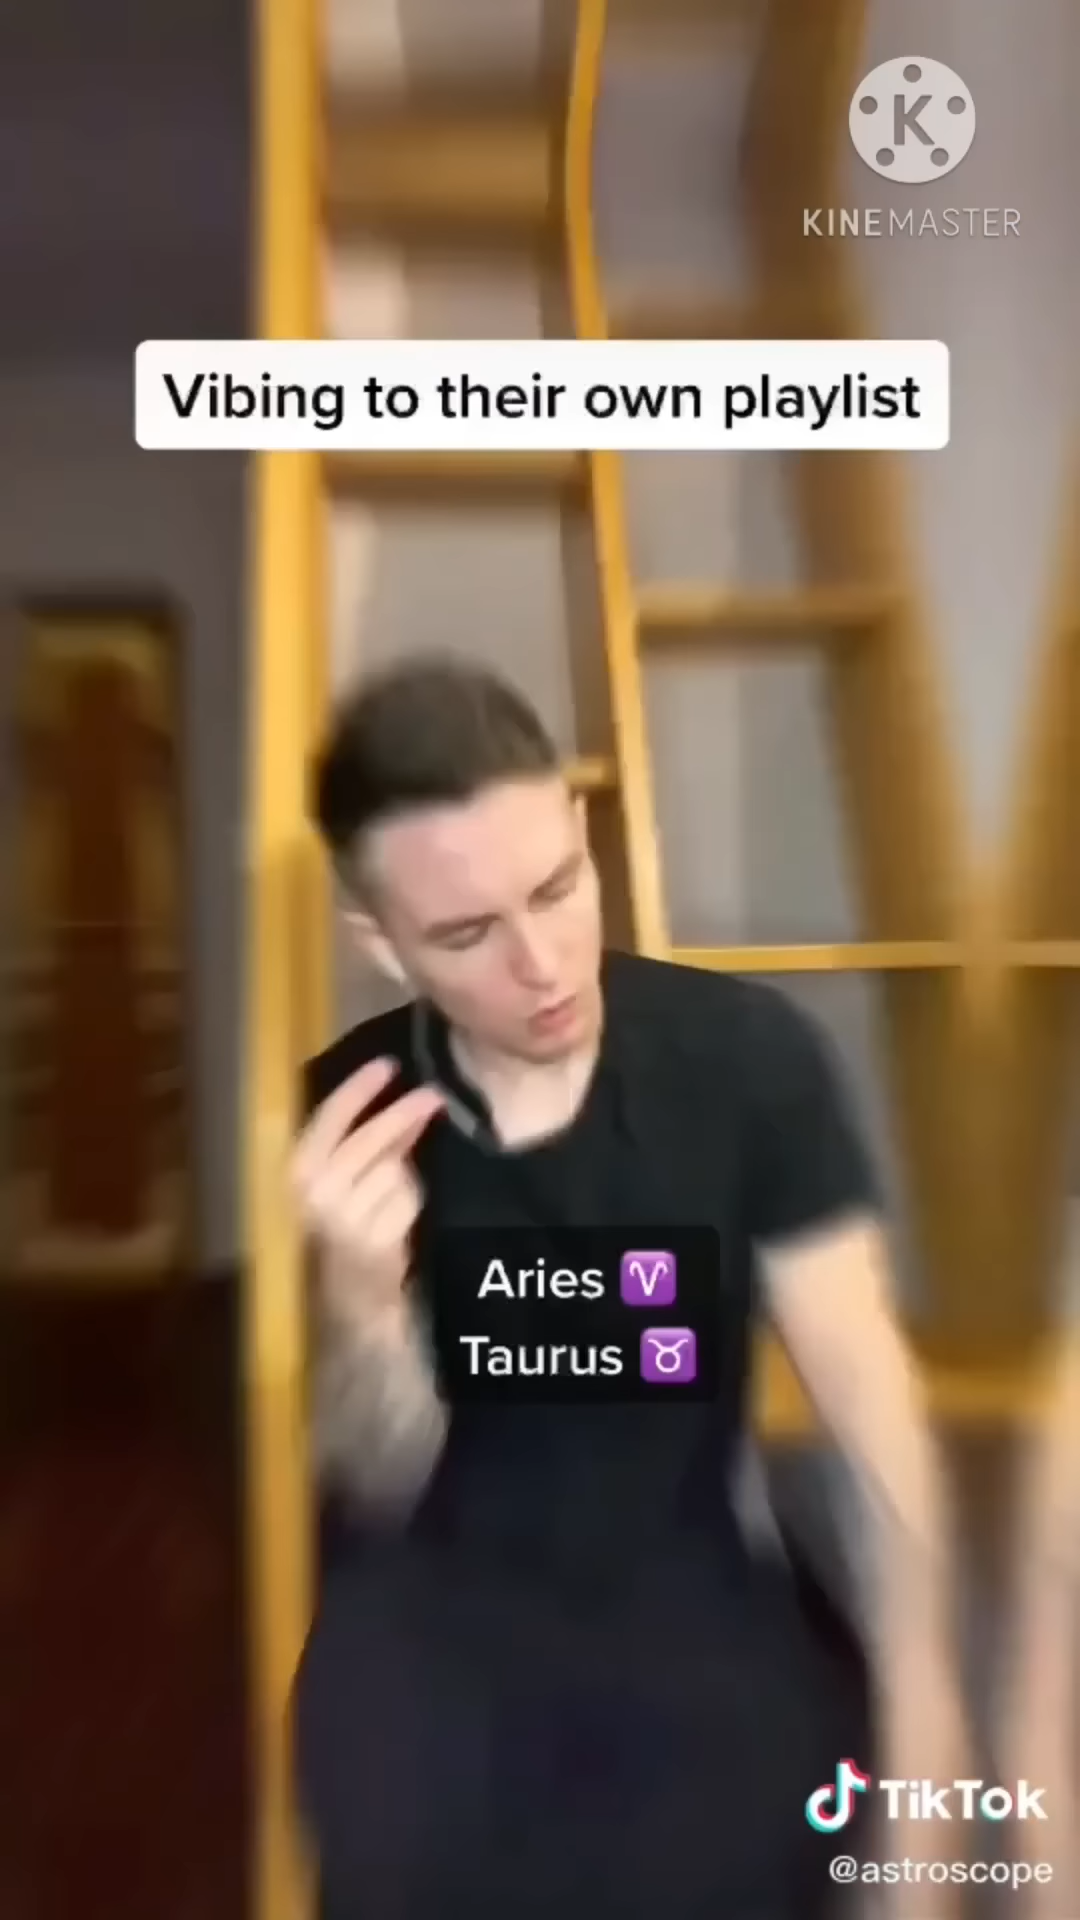 K
KINEMASTER
Vibing to their own playlist
Aries ♈
Taurus ♉
TikTok
@astroscope